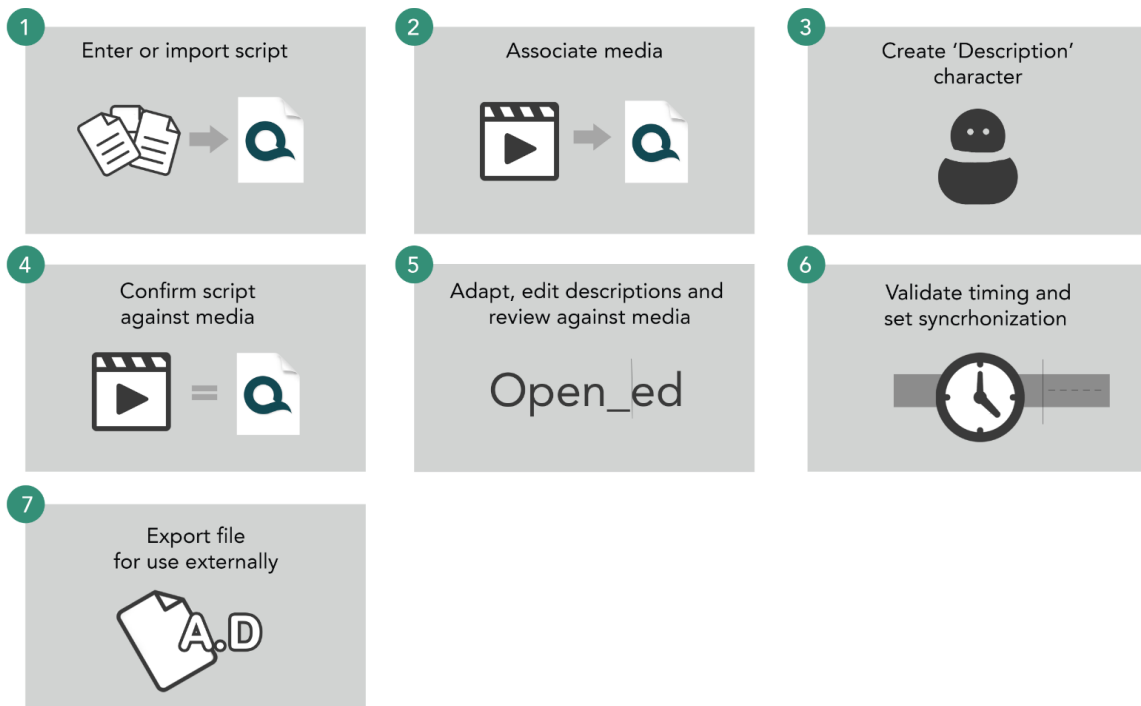 1
Enter or import script
2
Associate media
3
Create ‘Description’
character
4
Confirm script
against media
5
Adapt, edit descriptions and
review against media
Open_ed
6
Validate timing and
set syncrhonization
7
Export file
for use externally
A.D